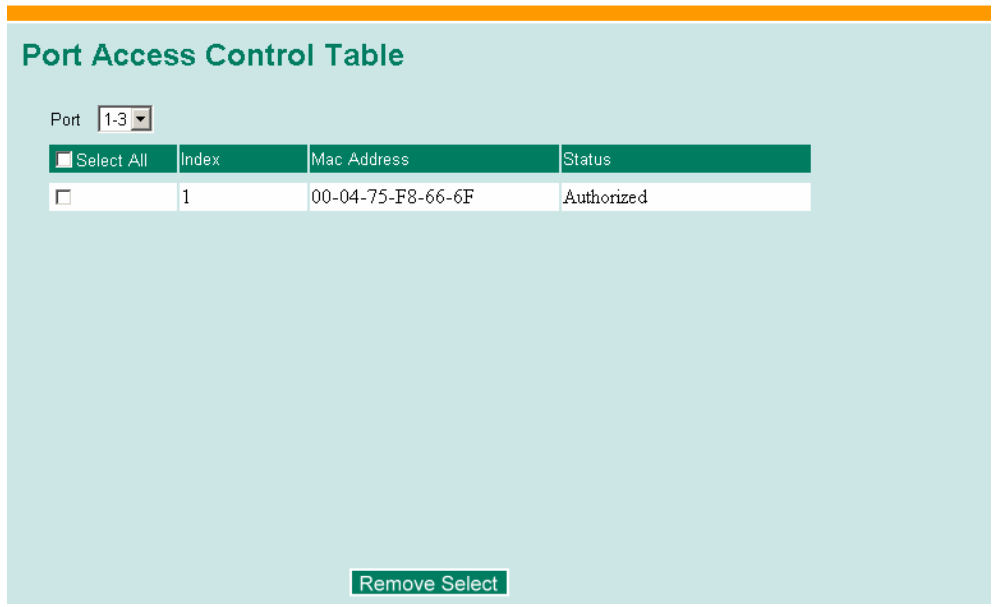 Port Access Control Table
Port 1-3
Select All Index Mac Address Status
1 00-04-75-F8-66-6F Authorized
Remove Select